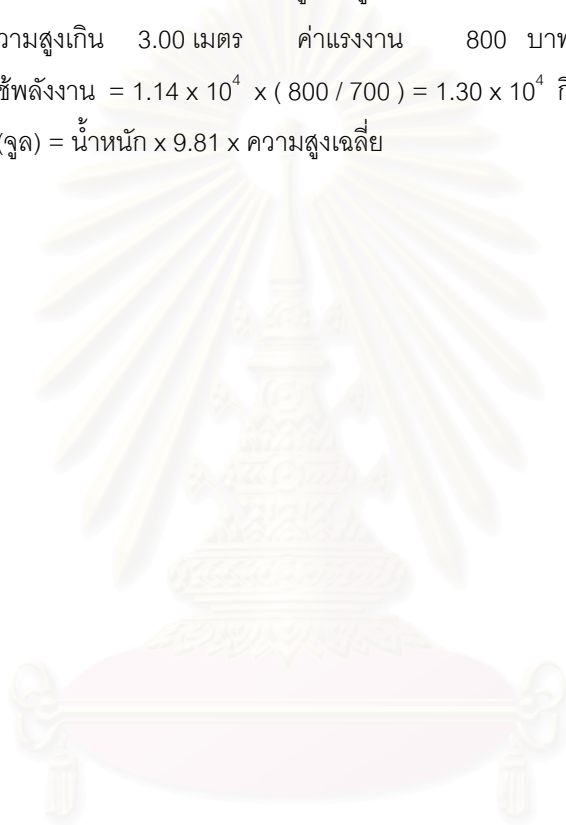 วามสูงเกิน 3.00 เมตร ค่าแรงงาน 800 บาท
ช้พลังงาน = 1.14 x 10⁴ x ( 800 / 700 ) = 1.30 x 10⁴ กิ
(จูล) = น้ำหนัก x 9.81 x ความสูงเฉลี่ย